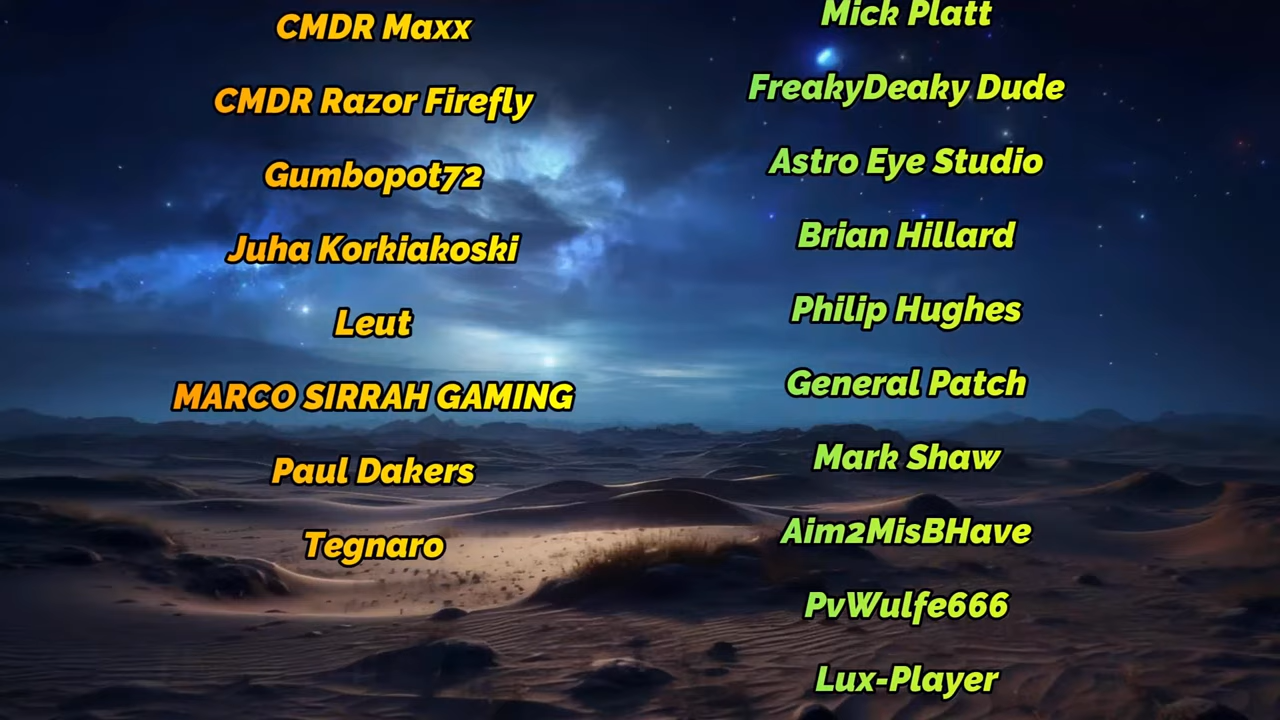 CMDR Maxx
CMDR Razor Firefly
Gumbopot72
Juha Korkiakoski
Leut
MARCO SIRRAH GAMING
Paul Dakers
Tegnaro
Mick Platt
FreakyDeaky Dude
Astro Eye Studio
Brian Hillard
Philip Hughes
General Patch
Mark Shaw
Aim2MisBHave
PvWulfe666
Lux-Player